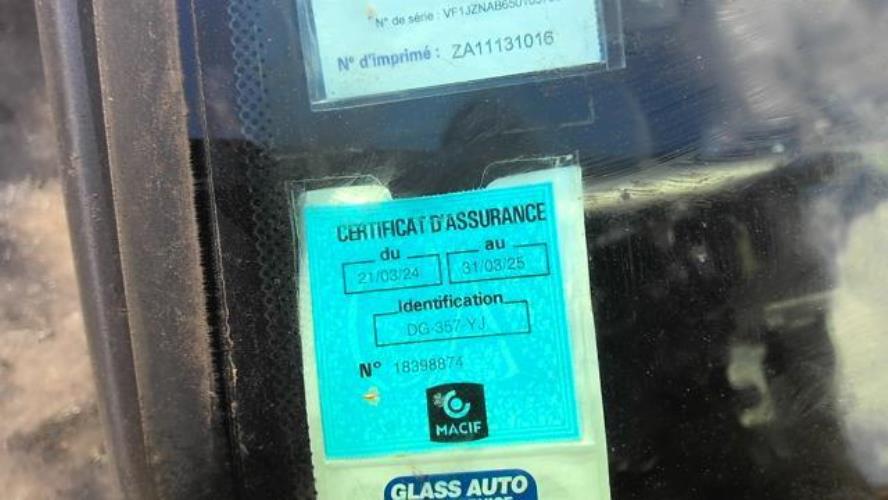 N° de série : VF1JZNAB650
N° d'imprimé : ZA11131016
CERTIFICAT D'ASSURANCE
du au
21/03/24 31/03/25
Identification
DG-357-YJ
N° 18398874
MACIF
GLASS AUTO